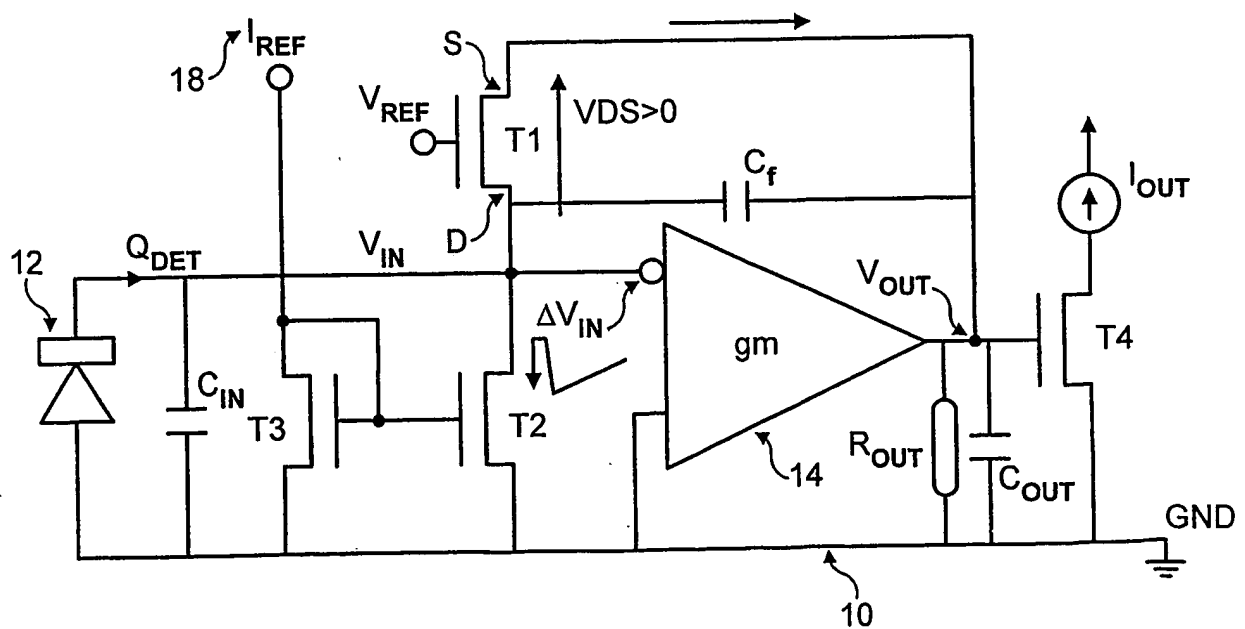 I_REF
18
S
V_REF
T1
VDS>0
C_f
I_OUT
D
12
Q_DET
V_IN
V_OUT
ΔV_IN
gm
T4
C_IN
T3
T2
14
R_OUT
C_OUT
GND
10